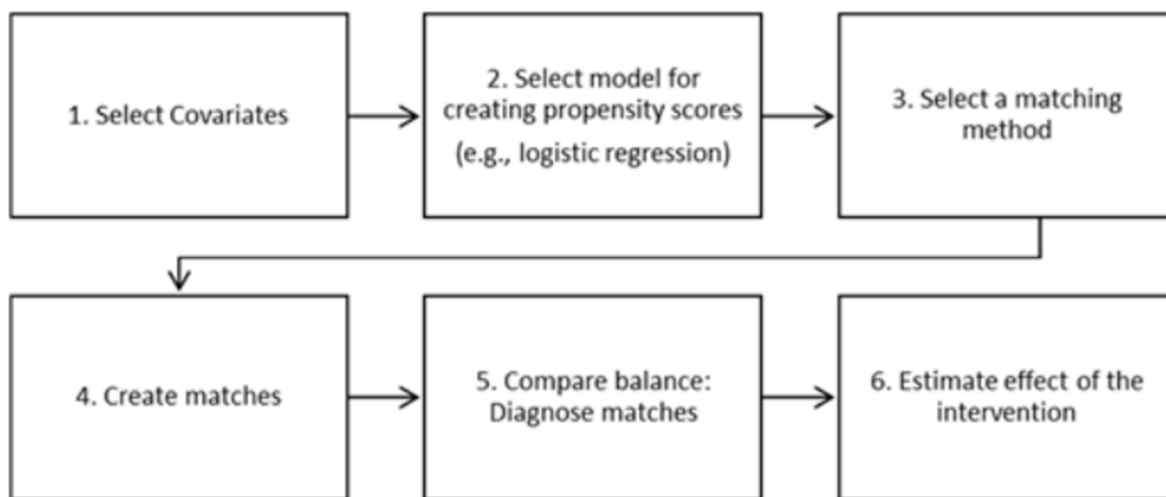 1. Select Covariates
2. Select model for
creating propensity scores
(e.g., logistic regression)
3. Select a matching
method
4. Create matches
5. Compare balance:
Diagnose matches
6. Estimate effect of the
intervention